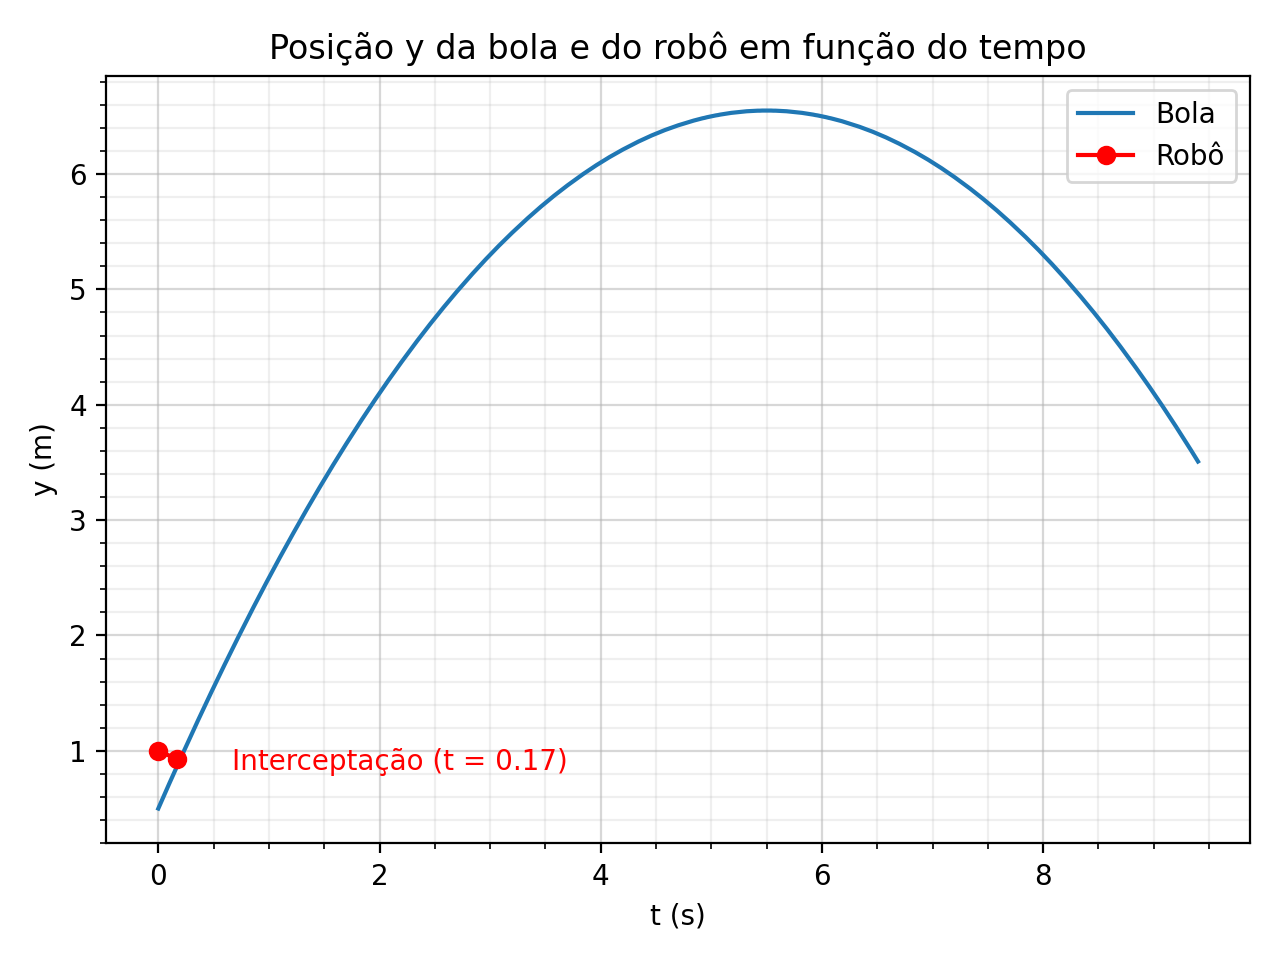 Posição y da bola e do robô em função do tempo
Bola
Robô
y (m)
6
5
4
3
2
1
Interceptação (t = 0.17)
0
2
4
6
8
t (s)